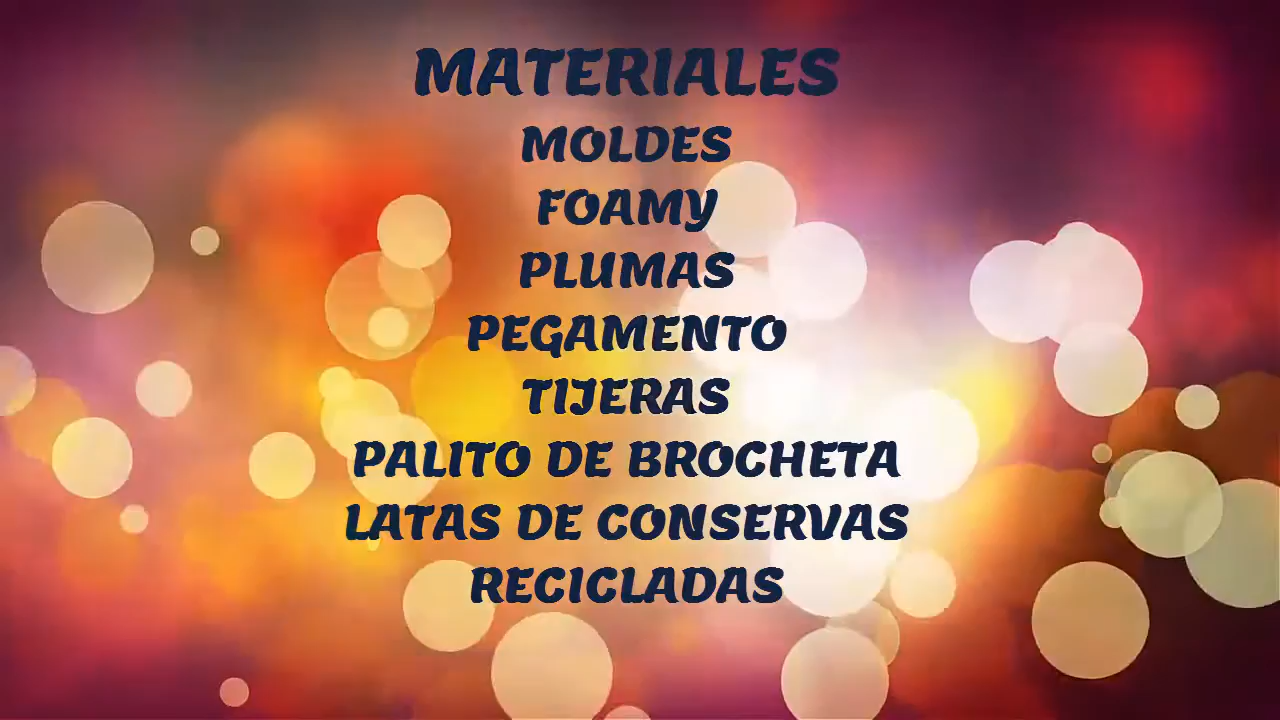 MATERIALES
MOLDES
FOAMY
PLUMAS
PEGAMENTO
TIJERAS
PALITO DE BROCHETA
LATAS DE CONSERVAS
RECICLADAS